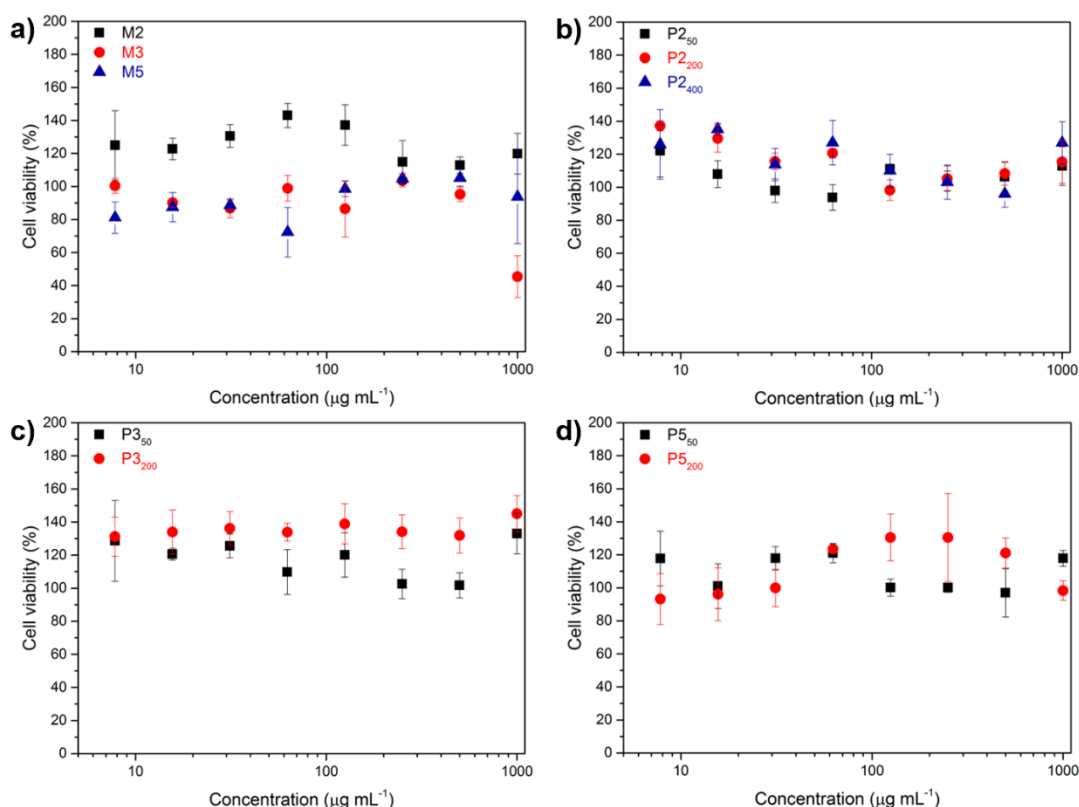 a)
M2
M3
M5
200
180
160
140
120
100
80
60
40
20
0
Cell viability (%)
10
100
1000
Concentration (μg mL⁻¹)
b)
P2₅₀
P2₂₀₀
P2₄₀₀
200
180
160
140
120
100
80
60
40
20
0
Cell viability (%)
10
100
1000
Concentration (μg mL⁻¹)
c)
P3₅₀
P3₂₀₀
200
180
160
140
120
100
80
60
40
20
0
Cell viability (%)
10
100
1000
Concentration (μg mL⁻¹)
d)
P5₅₀
P5₂₀₀
200
180
160
140
120
100
80
60
40
20
0
Cell viability (%)
10
100
1000
Concentration (μg mL⁻¹)